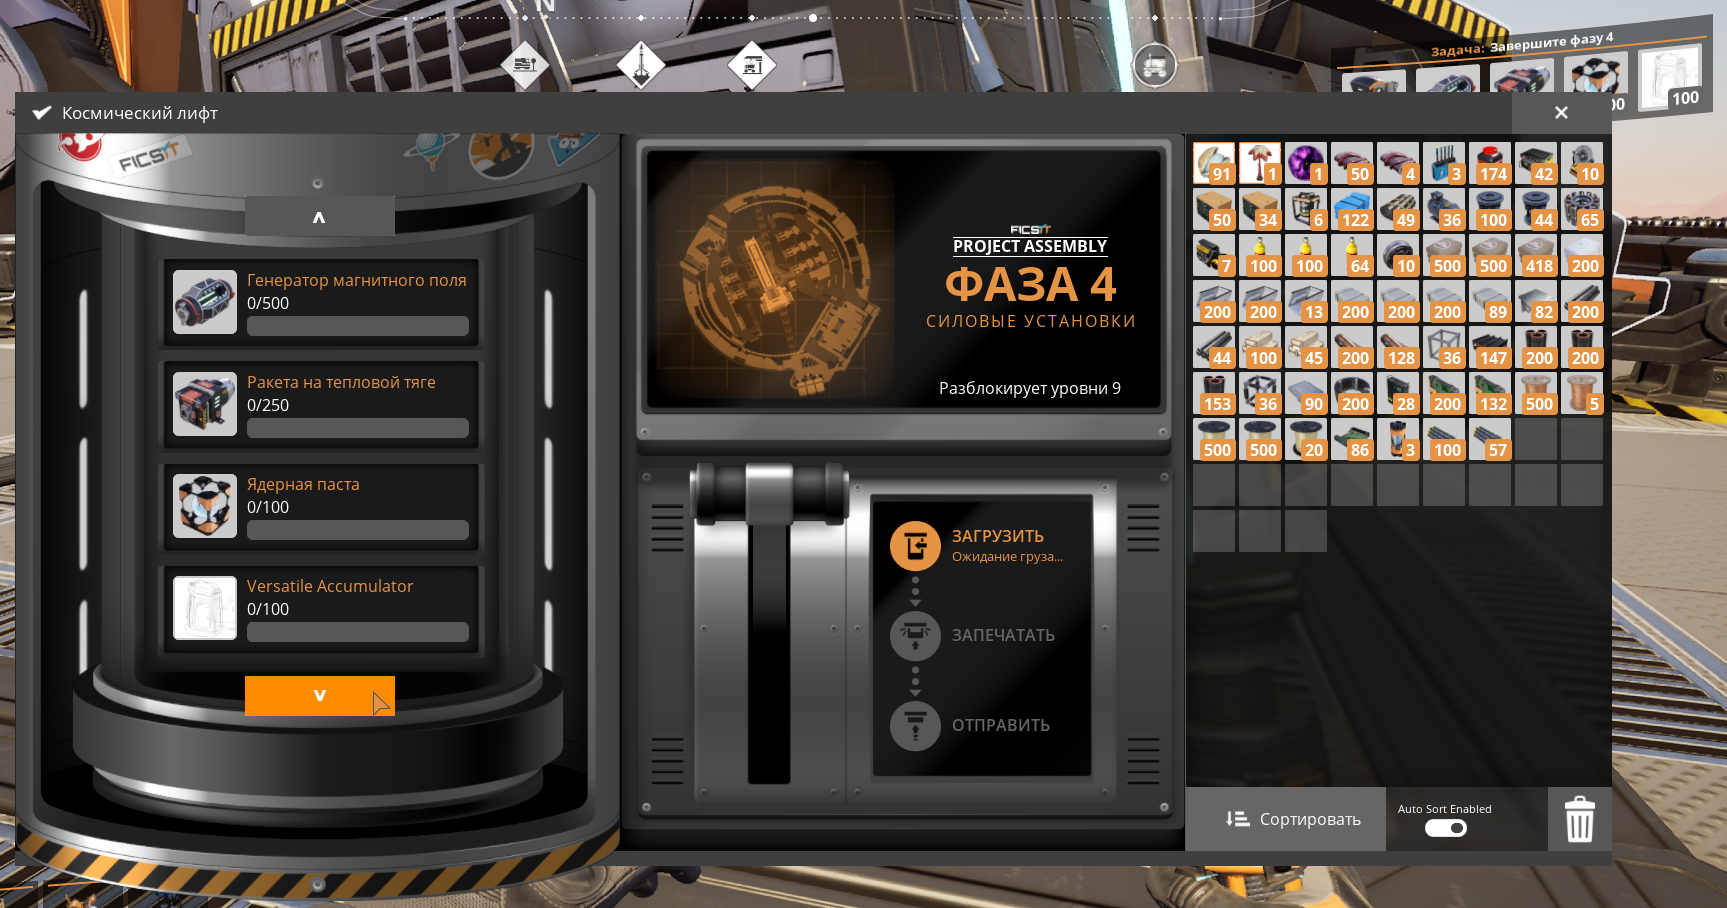 N
Задача: Завершите фазу 4
00
100
Космический лифт
FICSIT
ʌ
Генератор магнитного поля
0/500
Ракета на тепловой тяге
0/250
Ядерная паста
0/100
Versatile Accumulator
0/100
v
FICSIT
PROJECT ASSEMBLY
ФАЗА 4
СИЛОВЫЕ УСТАНОВКИ
Разблокирует уровни 9
ЗАГРУЗИТЬ
Ожидание груза...
ЗАПЕЧАТАТЬ
ОТПРАВИТЬ
91 1 1 50 4 3 174 42 10
50 34 6 122 49 36 100 44 65
7 100 100 64 10 500 500 418 200
200 200 13 200 200 200 89 82 200
44 100 45 200 128 36 147 200 200
153 36 90 200 28 200 132 500 5
500 500 20 86 3 100 57
Сортировать
Auto Sort Enabled